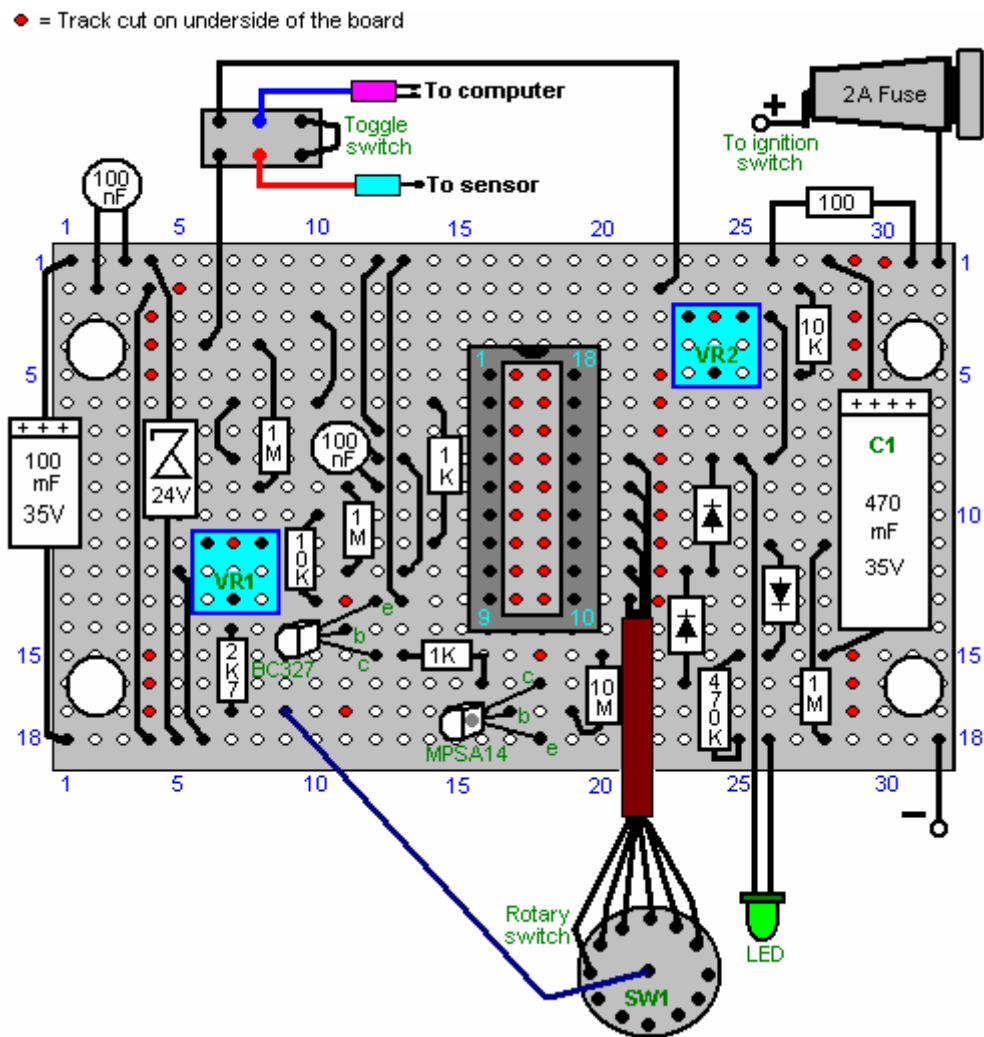 = Track cut on underside of the board
To computer
Toggle
switch
To sensor
2A Fuse
+
To ignition
switch
100
nF
100
1 5 10 15 20 25 30
1
1
10
K
VR2
5
5
1 18
+ + +
100
mF
35V
24V
1
M
100
nF
1
K
+ + + +
C1
470
mF
35V
10
10
1
M
10
K
VR1
9 10
e
b
c
BC327
2
K
7
1K
15
15
c
b
e
MPSA14
10
M
470
K
1
M
18
18
1 5 10 15 20 25 30
−
Rotary
switch
SW1
LED